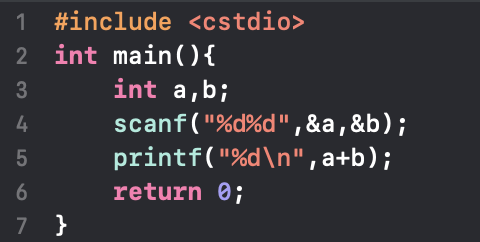 1 #include <cstdio>
2 int main(){
3     int a,b;
4     scanf("%d%d",&a,&b);
5     printf("%d\n",a+b);
6     return 0;
7 }